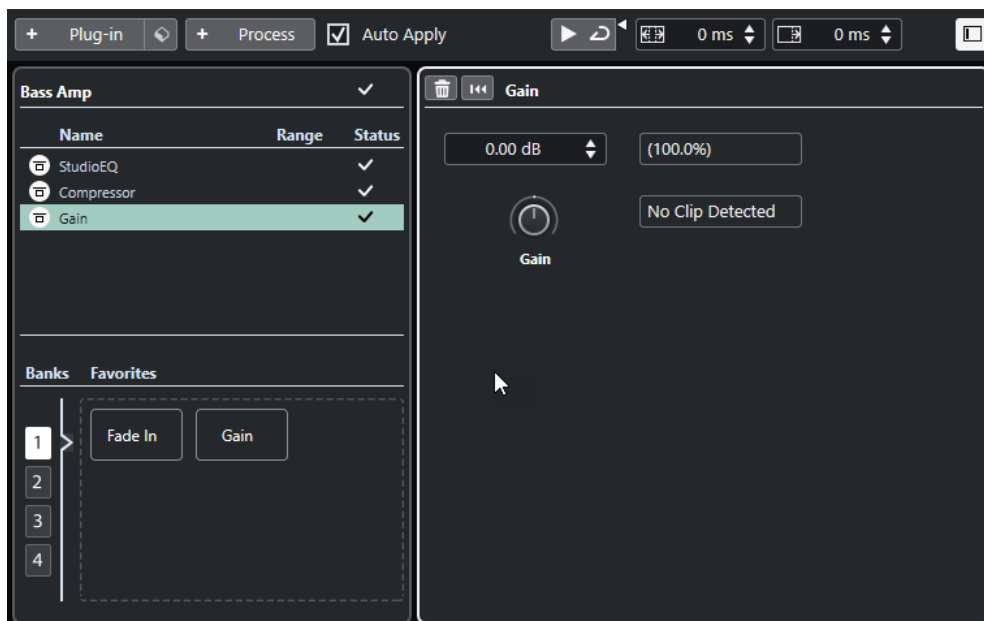 + Plug-in + Process Auto Apply 0 ms 0 ms
Bass Amp
Name Range Status
StudioEQ
Compressor
Gain
Banks Favorites
1
2
3
4
Fade In Gain
Gain
0.00 dB (100.0%)
No Clip Detected
Gain